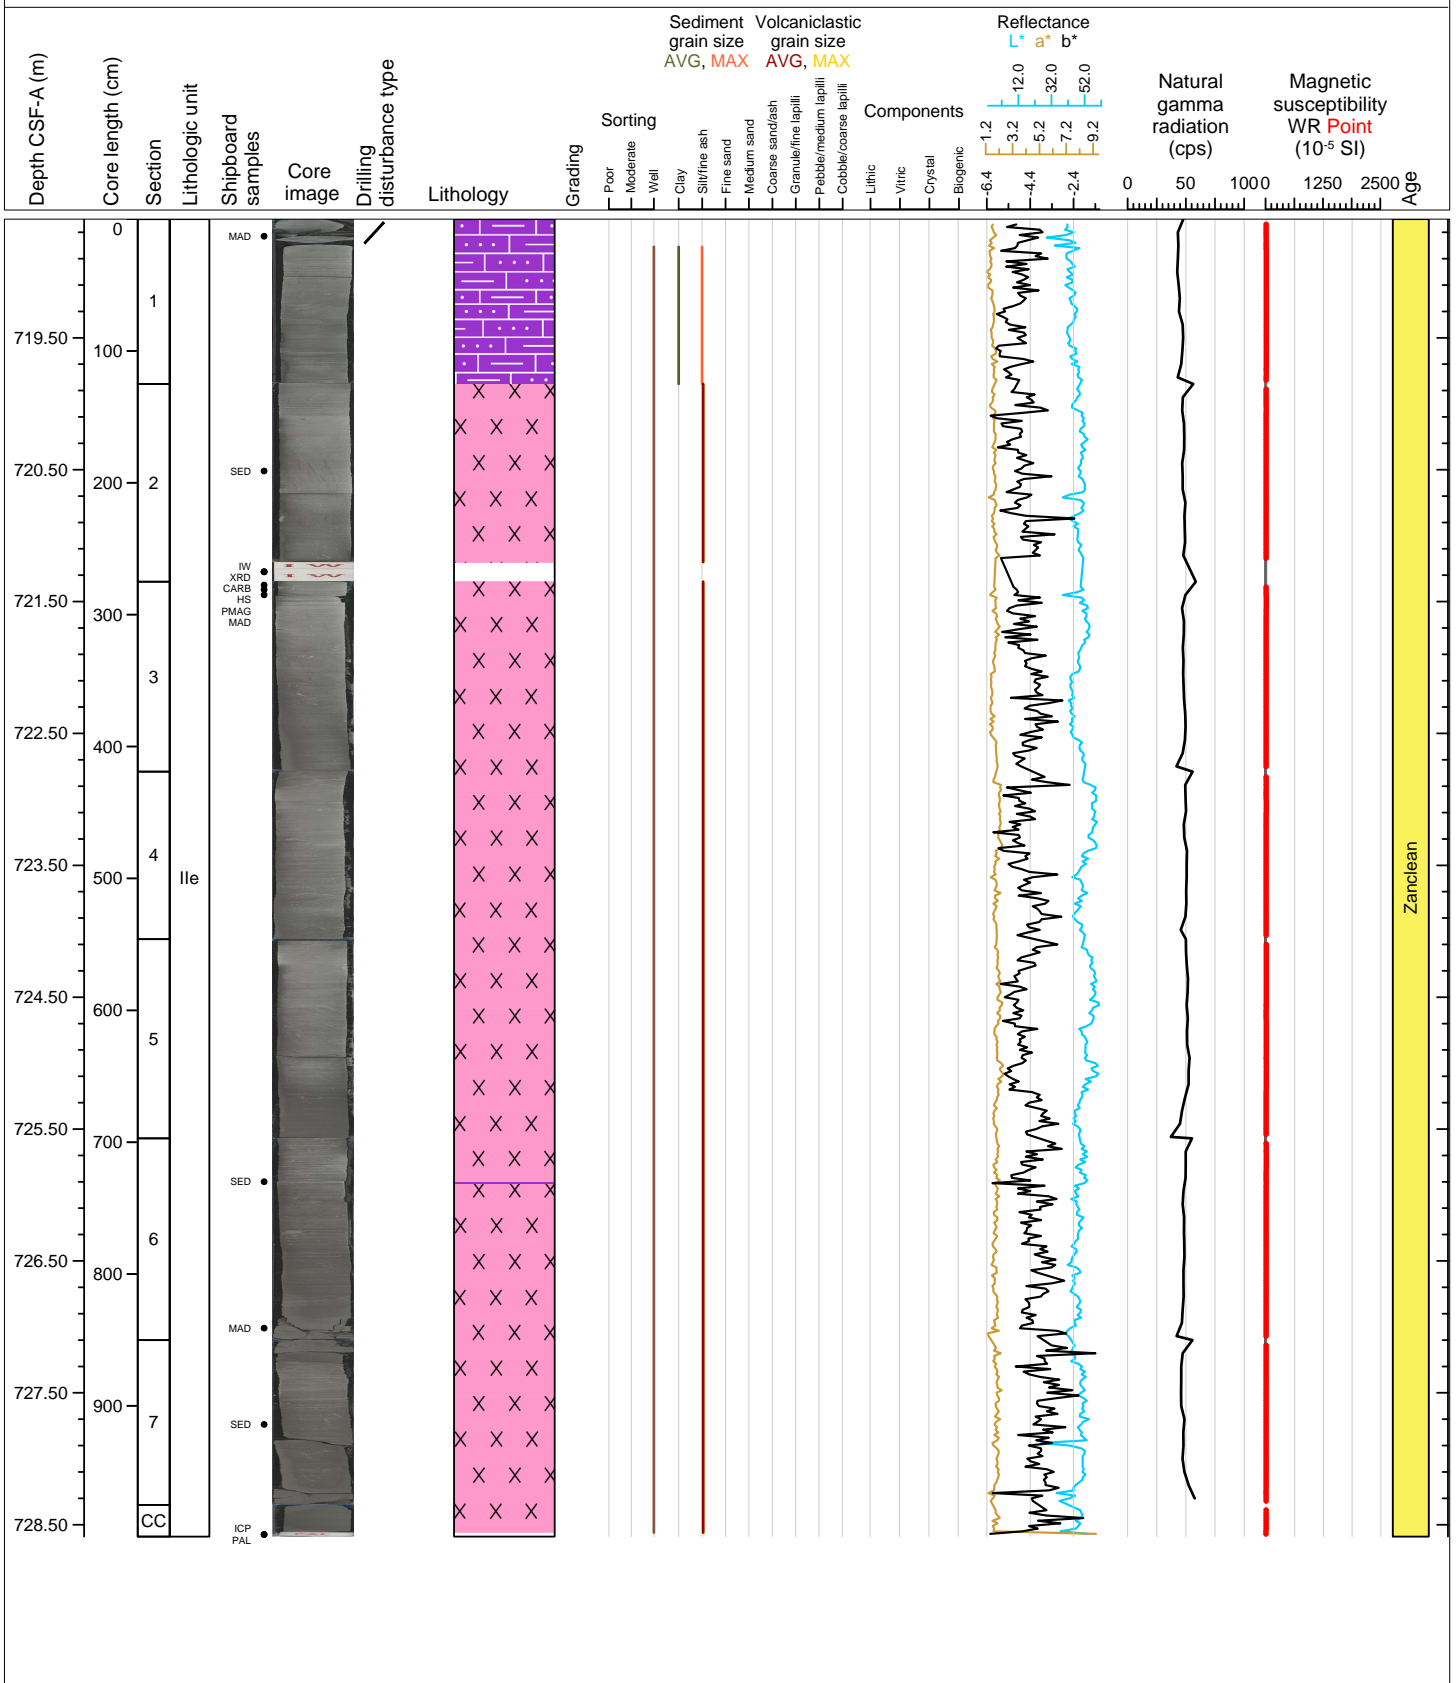 Depth CSF-A (m)
Core length (cm)
Section
Lithologic unit
Shipboard
samples
Core
image
Drilling
disturbance type
Lithology
Grading
Sorting
Poor
Moderate
Well
Sediment
grain size
AVG, MAX
Volcaniclastic
grain size
AVG, MAX
Clay
Silt/fine ash
Fine sand
Medium sand
Coarse sand/ash
Granule/fine lapilli
Pebble/medium lapilli
Cobble/coarse lapilli
Components
Lithic
Vitric
Crystal
Biogenic
Reflectance
L* a* b*
12.0 32.0 52.0
1.2 3.2 5.2 7.2 9.2
-6.4 -4.4 -2.4
Natural
gamma
radiation
(cps)
0 50 100
Magnetic
susceptibility
WR Point
(10-5 SI)
0 0 1250 2500
Age
0
MAD
1
719.50
100
720.50
SED
200
2
IW
XRD
CARB
HS
PMAG
MAD
I W
I W
721.50
300
3
722.50
400
4
723.50
500
IIe
Zanclean
724.50
600
5
725.50
700
SED
6
726.50
800
MAD
727.50
900
7
SED
CC
728.50
ICP
PAL
PAL